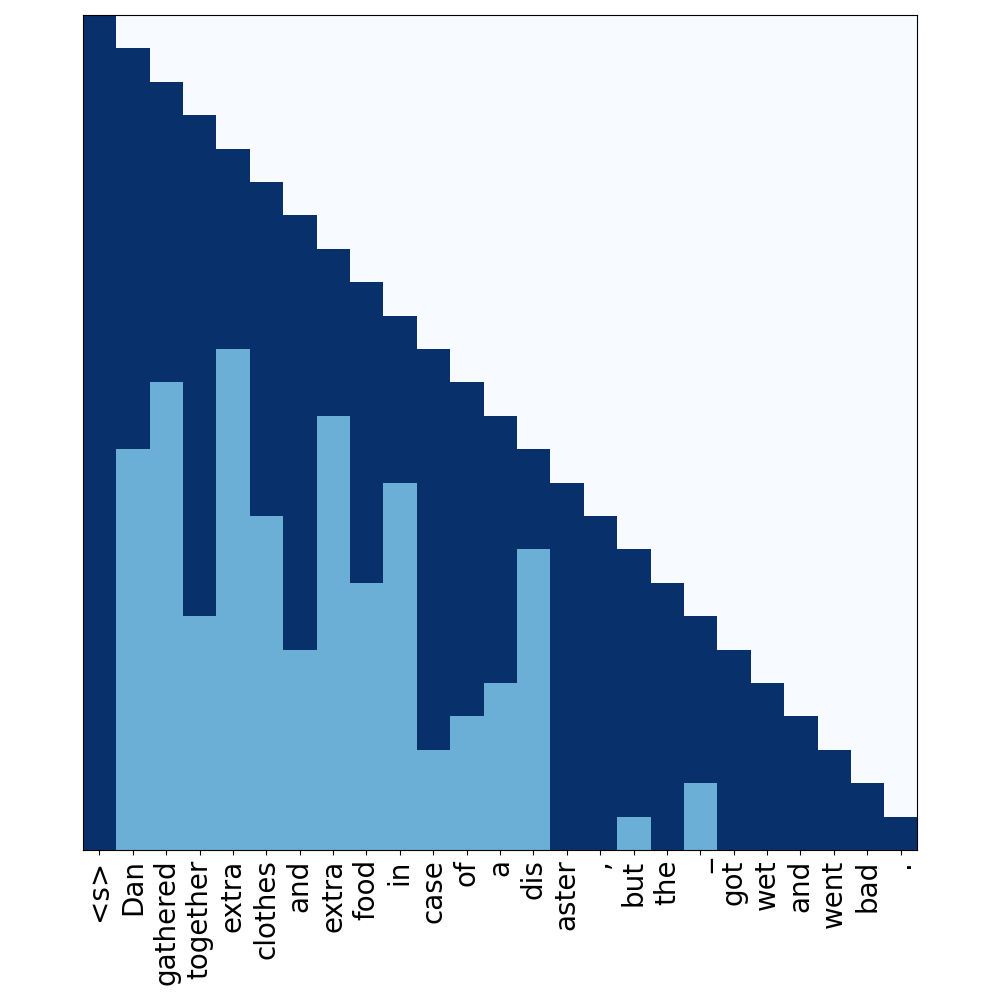 <s> Dan gathered together extra clothes and extra food in case of a dis aster , but the _ got wet and and went bad .